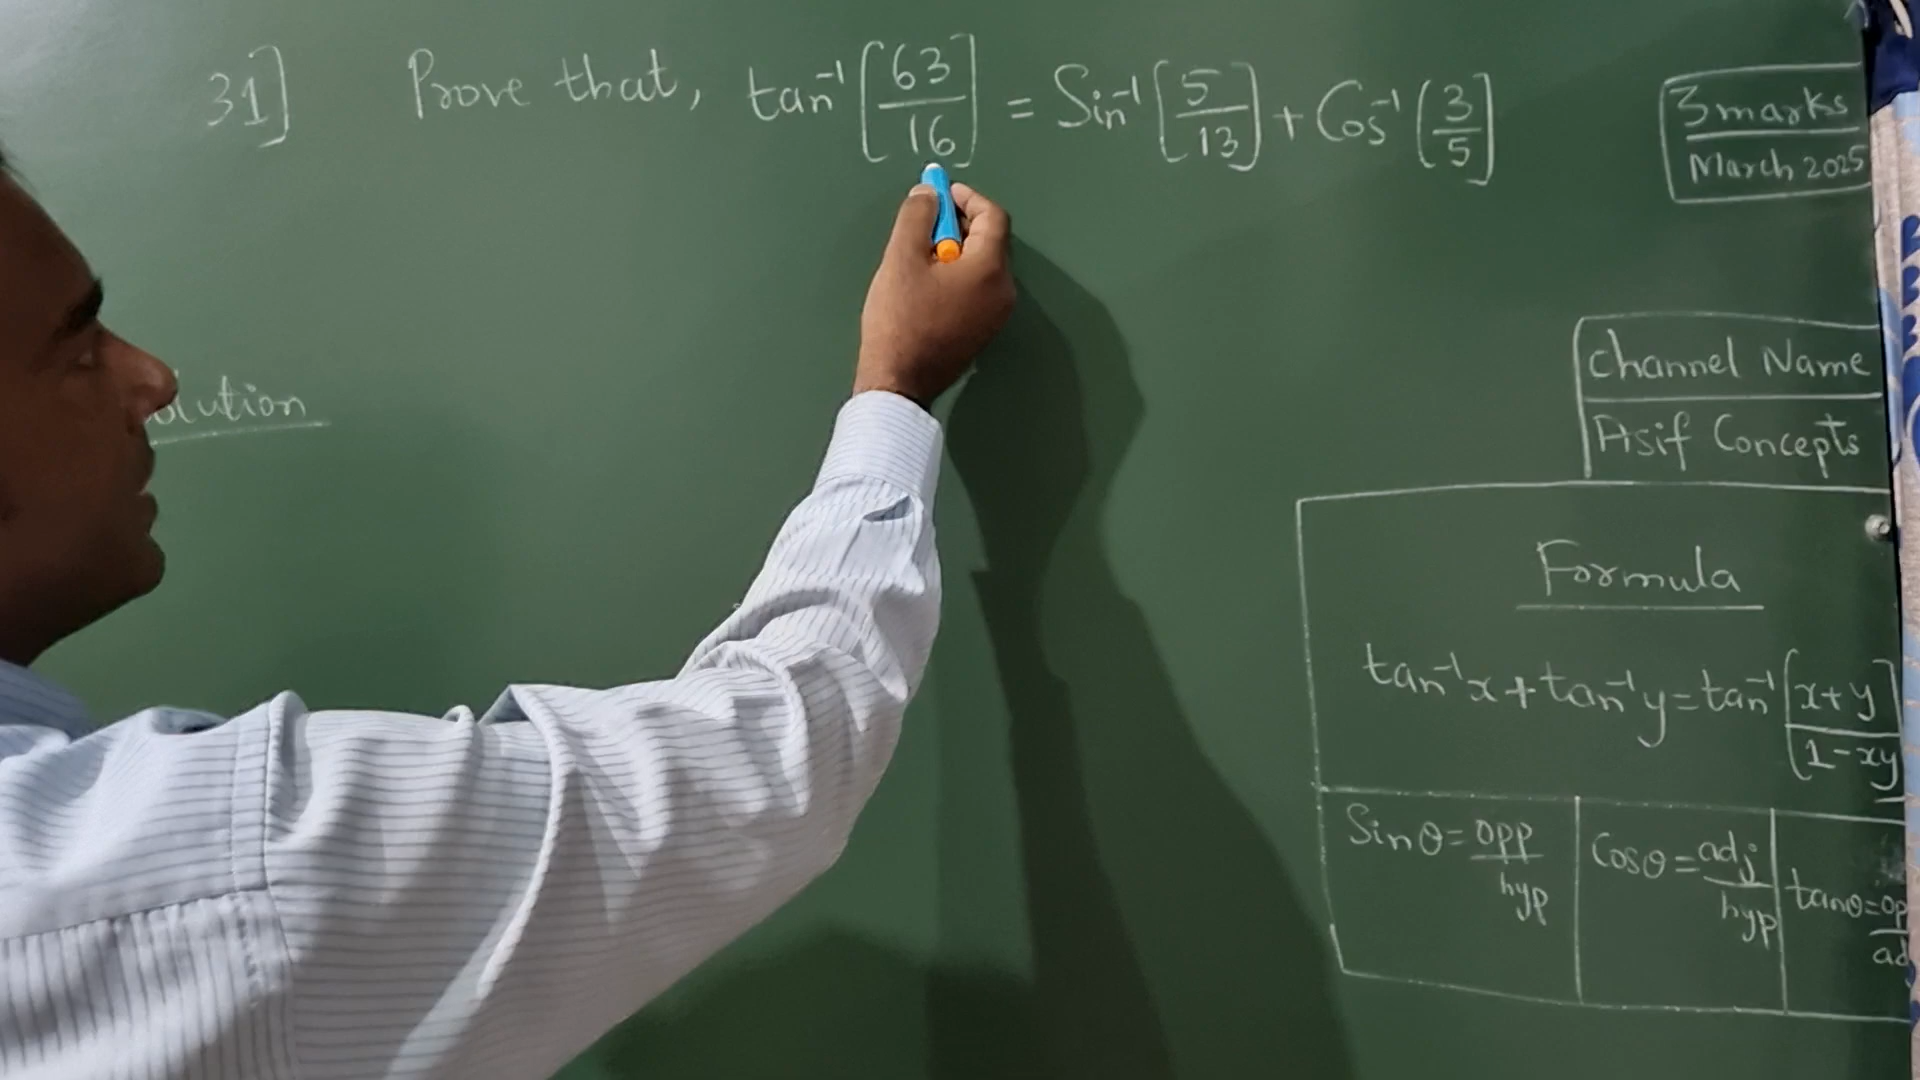 31] Prove that, tan⁻¹[63/16] = Sin⁻¹[5/13] + Cos⁻¹[3/5]
3 marks
March 2025
olution
Channel Name
Asif Concepts
Formula
tan⁻¹x + tan⁻¹y = tan⁻¹[x+y/1-xy
Sinθ = opp/hyp
Cosθ = adj/hyp
tanθ = op/ad